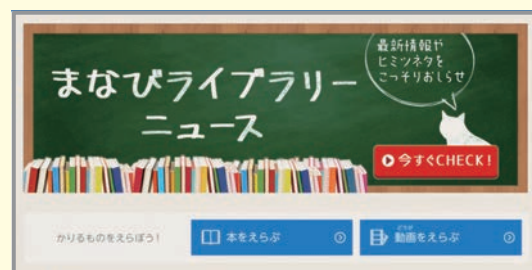 まなびライブラリー
ニュース
最新情報や
ヒミツネタを
こっそりおしらせ
今すぐCHECK!
かりるものをえらぼう!
本をえらぶ
どうが
動画をえらぶ